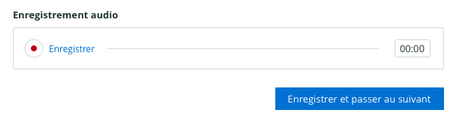 Enregistrement audio
Enregistrer 00:00
Enregistrer et passer au suivant